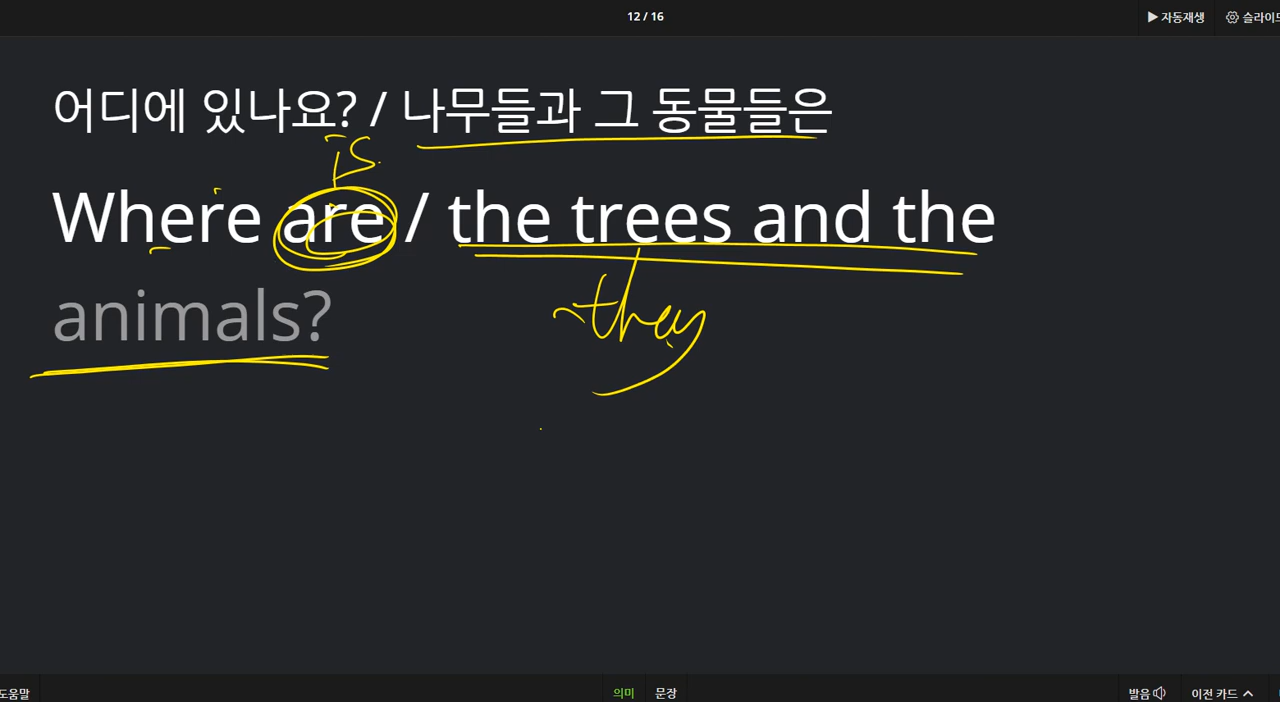 12 / 16
▶ 자동재생
슬라이드
어디에 있나요? / 나무들과 그 동물들은
is
Where are / the trees and the
animals?
they
도움말
의미
문장
발음
이전 카드